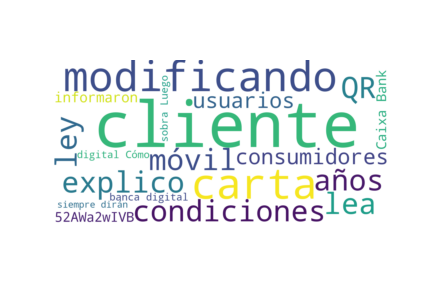 modificando
QR
informaron
usuarios
sobra Luego
Caixa Bank
cliente
ley
digital Cómo
móvil
consumidores
explico
carta
años
banca digital
lea
siempre dirán
52AWa2wIVB
condiciones